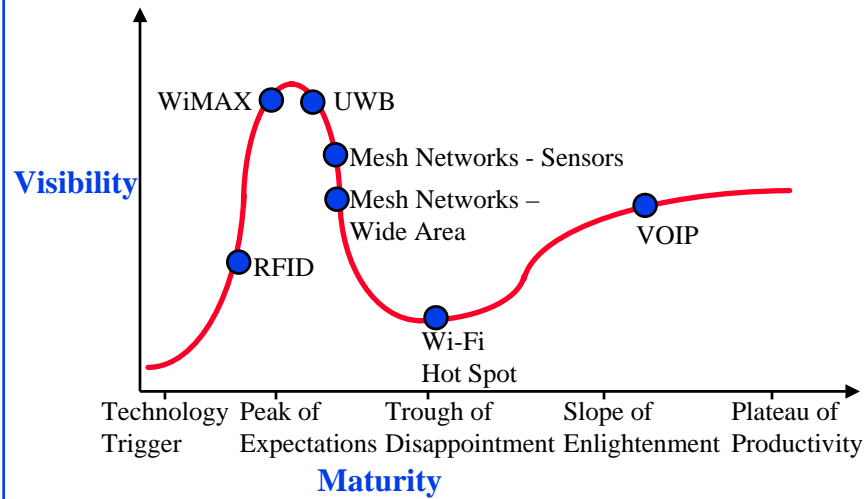 WiMAX
UWB
Mesh Networks - Sensors
Visibility
Mesh Networks –
Wide Area
VOIP
RFID
Wi-Fi
Hot Spot
Technology
Trigger
Peak of
Expectations
Trough of
Disappointment
Slope of
Enlightenment
Plateau of
Productivity
Maturity